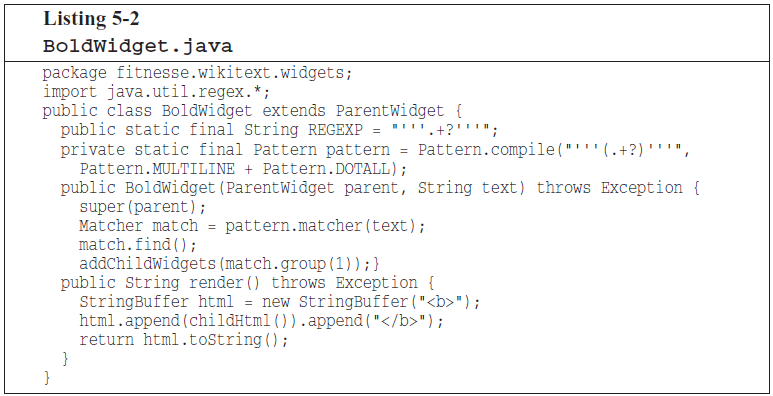 Listing 5-2
BoldWidget.java
package fitnesse.wikitext.widgets;
import java.util.regex.*;
public class BoldWidget extends ParentWidget {
  public static final String REGEXP = "'''.+?'''";
  private static final Pattern pattern = Pattern.compile("'''(.+?)'''",
    Pattern.MULTILINE + Pattern.DOTALL);
  public BoldWidget(ParentWidget parent, String text) throws Exception {
    super(parent);
    Matcher match = pattern.matcher(text);
    match.find();
    addChildWidgets(match.group(1));}
  public String render() throws Exception {
    StringBuffer html = new StringBuffer("<b>");
    html.append(childHtml()).append("</b>");
    return html.toString();
  }
}